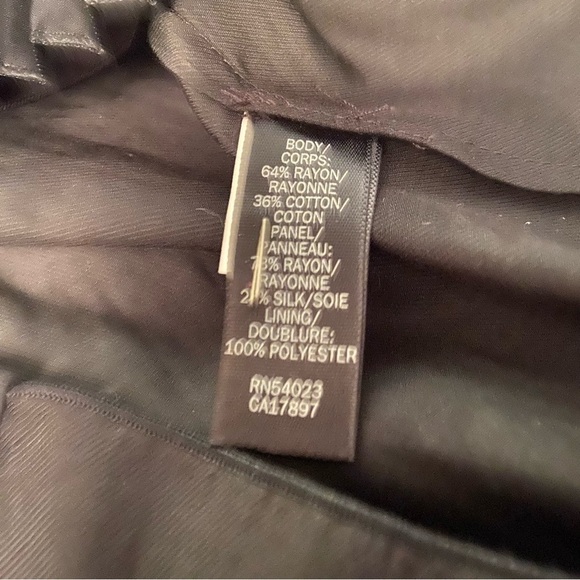 BODY/
CORPS:
64% RAYON/
RAYONNE
36% COTTON/
COTON
PANEL/
PANNEAU:
RAYON/
RAYONNE
SILK/SOIE
LINING/
DOUBLURE:
100% POLYESTER
RN54023
CA17897